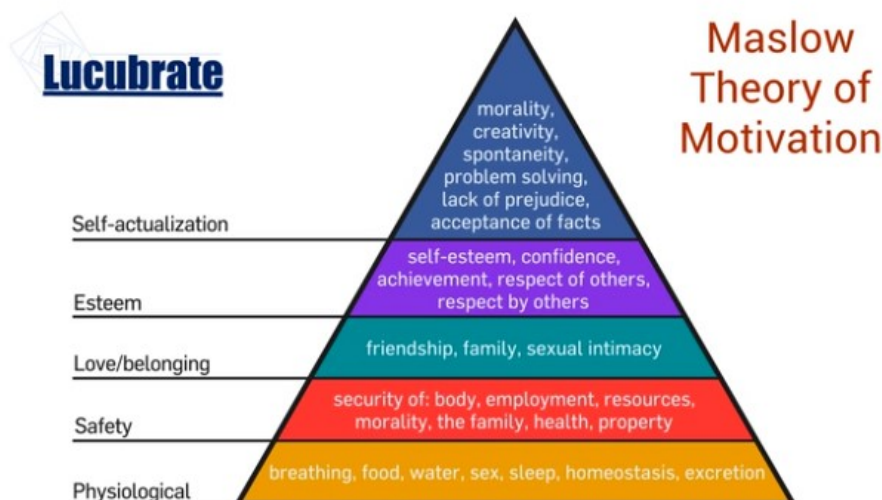 Lucubrate
Maslow
Theory of
Motivation
morality,
creativity,
spontaneity,
problem solving,
lack of prejudice,
acceptance of facts
Self-actualization
self-esteem, confidence,
achievement, respect of others,
respect by others
Esteem
friendship, family, sexual intimacy
Love/belonging
security of: body, employment, resources,
morality, the family, health, property
Safety
breathing, food, water, sex, sleep, homeostasis, excretion
Physiological